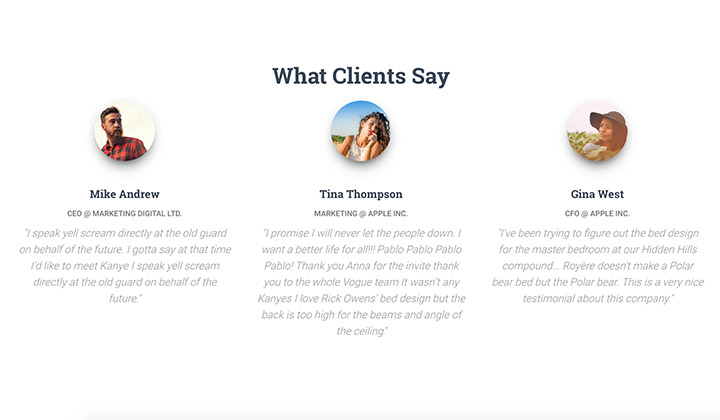 What Clients Say
Mike Andrew
CEO @ MARKETING DIGITAL LTD.
"I speak yell scream directly at the old guard
on behalf of the future. I gotta say at that time
I'd like to meet Kanye I speak yell scream
directly at the old guard on behalf of the
future."
Tina Thompson
MARKETING @ APPLE INC.
"I promise I will never let the people down. I
want a better life for all!!! Pablo Pablo Pablo
Pablo! Thank you Anna for the invite thank
you to the whole Vogue team It wasn't any
Kanyes I love Rick Owens' bed design but the
back is too high for the beams and angle of
the ceiling"
Gina West
CFO @ APPLE INC.
"I've been trying to figure out the bed design
for the master bedroom at our Hidden Hills
compound... Royère doesn't make a Polar
bear bed but the Polar bear. This is a very nice
testimonial about this company."